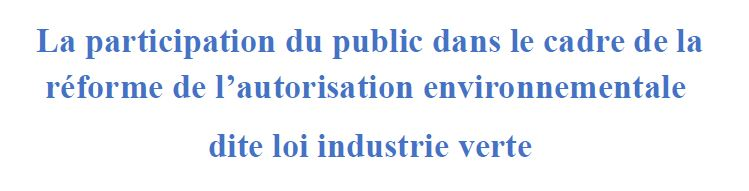 La participation du public dans le cadre de la
réforme de l’autorisation environnementale
dite loi industrie verte